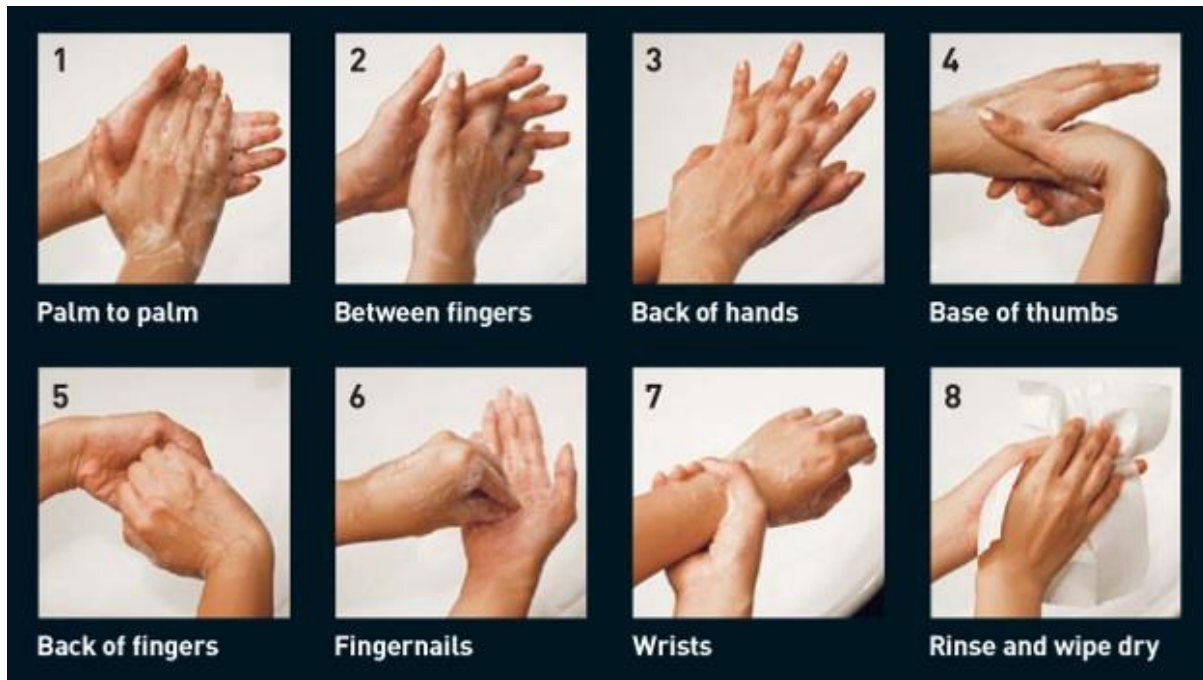 1
Palm to palm
2
Between fingers
3
Back of hands
4
Base of thumbs
5
Back of fingers
6
Fingernails
7
Wrists
8
Rinse and wipe dry